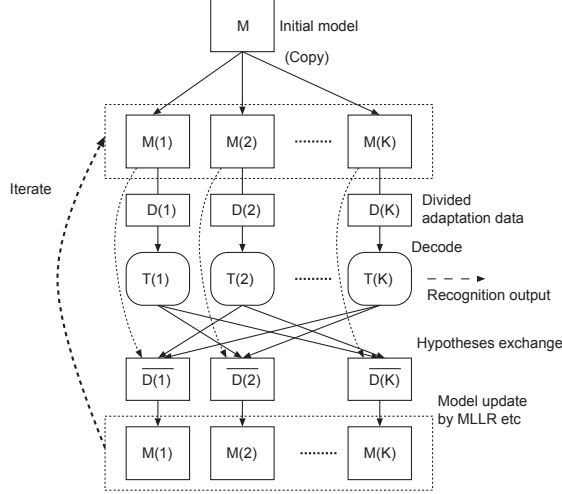 M Initial model
(Copy)
M(1) M(2) ········ M(K)
Iterate
D(1) D(2) D(K) Divided
adaptation data
Decode
T(1) T(2) ········ T(K)
Recognition output
Hypotheses exchange
D(1) D(2) D(K)
Model update
by MLLR etc
M(1) M(2) ········ M(K)